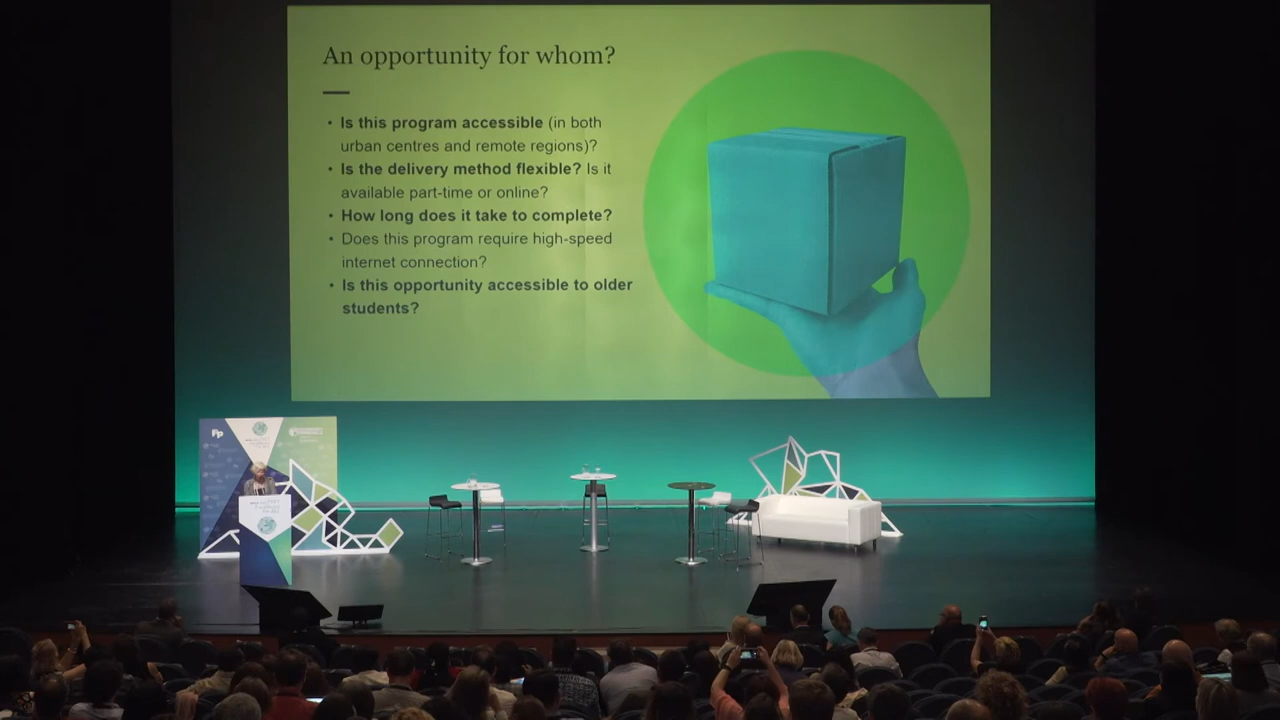 An opportunity for whom?
• Is this program accessible (in both
urban centres and remote regions)?
• Is the delivery method flexible? Is it
available part-time or online?
• How long does it take to complete?
• Does this program require high-speed
internet connection?
• Is this opportunity accessible to older
students?
Fp